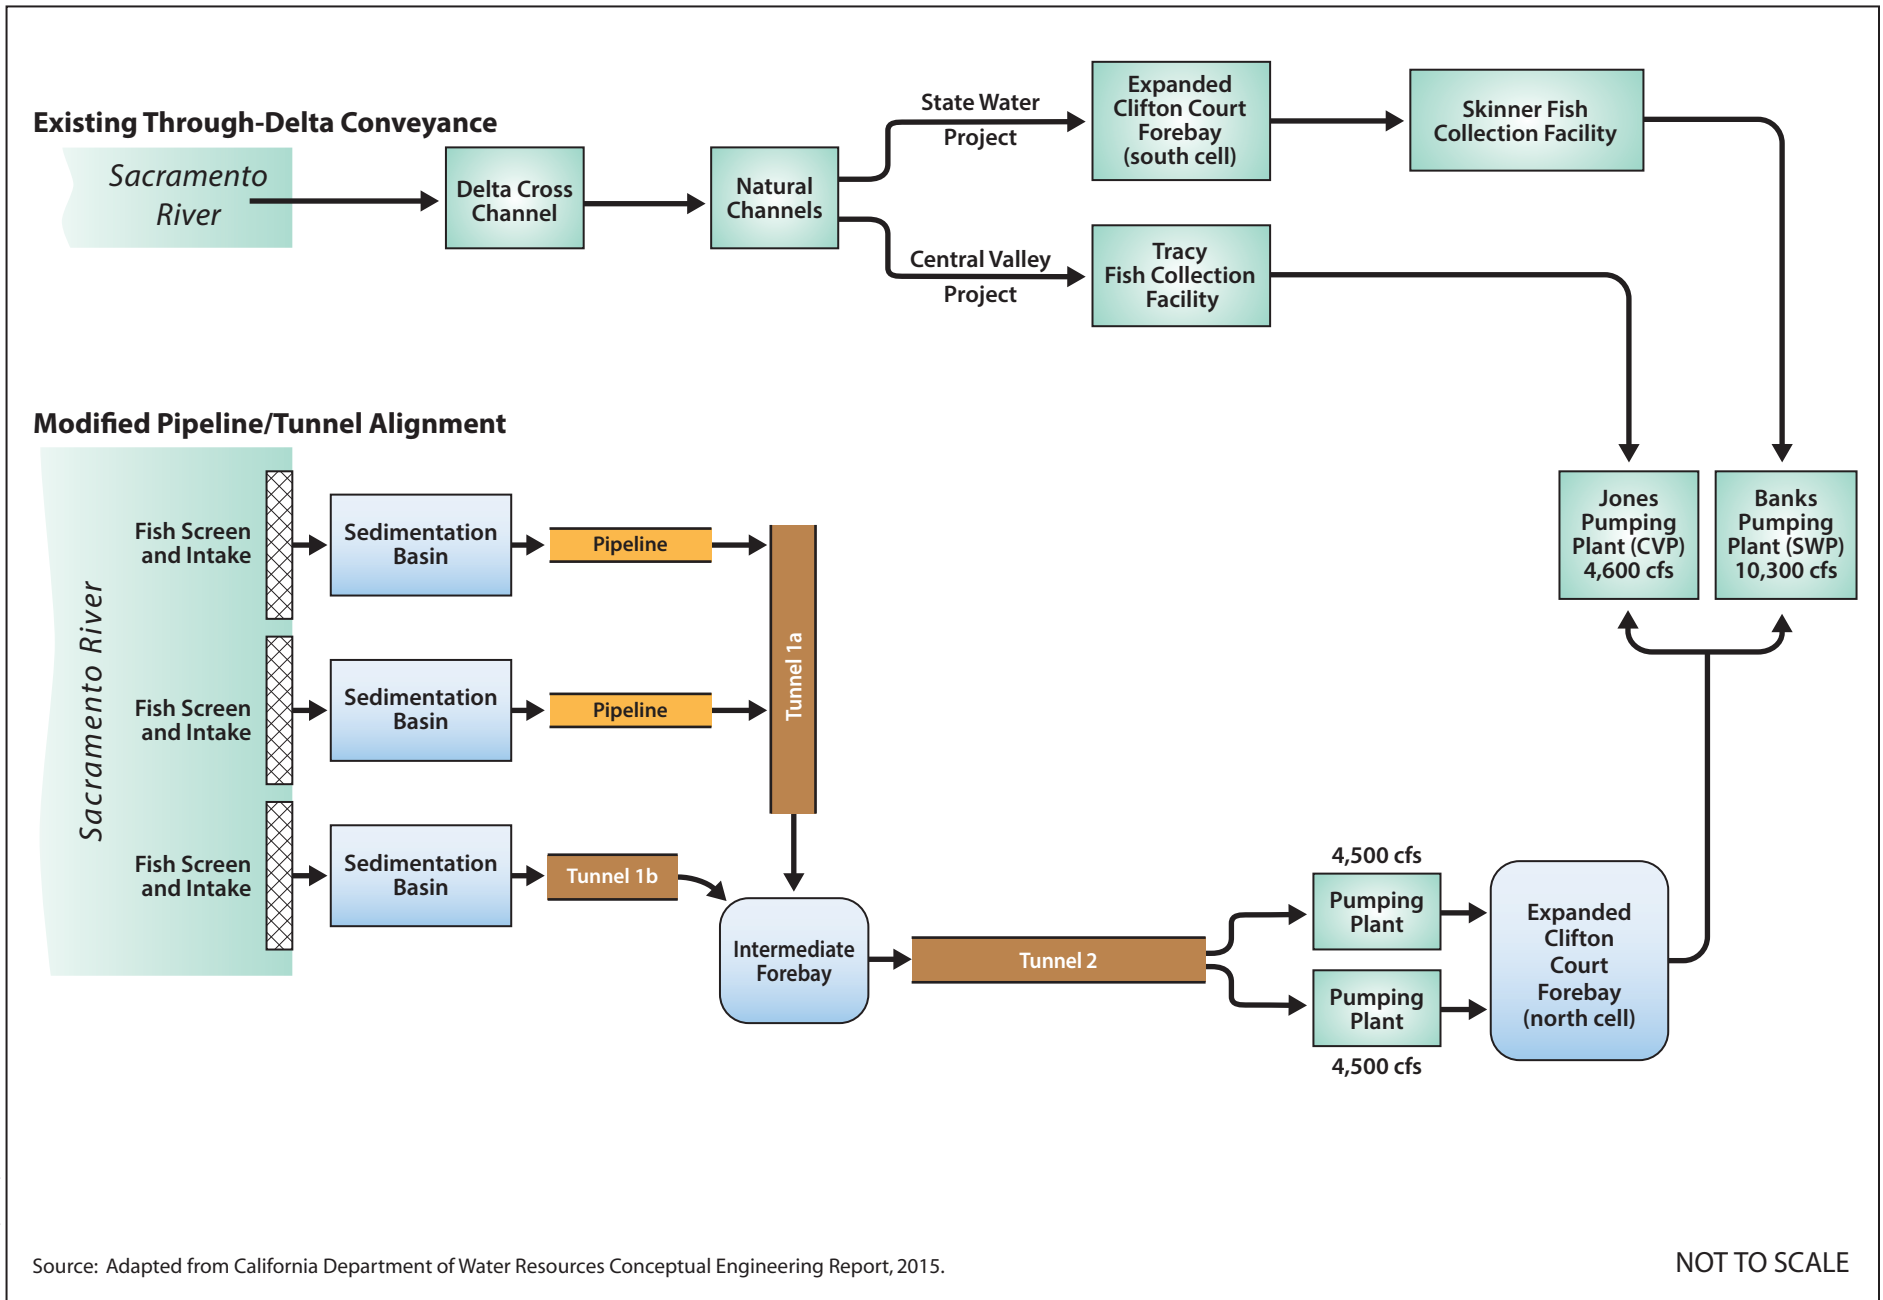 Existing Through-Delta Conveyance
Sacramento
River
Delta Cross
Channel
Natural
Channels
State Water
Project
Central Valley
Project
Expanded
Clifton Court
Forebay
(south cell)
Skinner Fish
Collection Facility
Tracy
Fish Collection
Facility
Jones
Pumping
Plant (CVP)
4,600 cfs
Banks
Pumping
Plant (SWP)
10,300 cfs
Modified Pipeline/Tunnel Alignment
Sacramento River
Fish Screen
and Intake
Sedimentation
Basin
Pipeline
Fish Screen
and Intake
Sedimentation
Basin
Pipeline
Tunnel 1a
Fish Screen
and Intake
Sedimentation
Basin
Tunnel 1b
Intermediate
Forebay
Tunnel 2
4,500 cfs
Pumping
Plant
Pumping
Plant
4,500 cfs
Expanded
Clifton
Court
Forebay
(north cell)
Source: Adapted from California Department of Water Resources Conceptual Engineering Report, 2015.
NOT TO SCALE